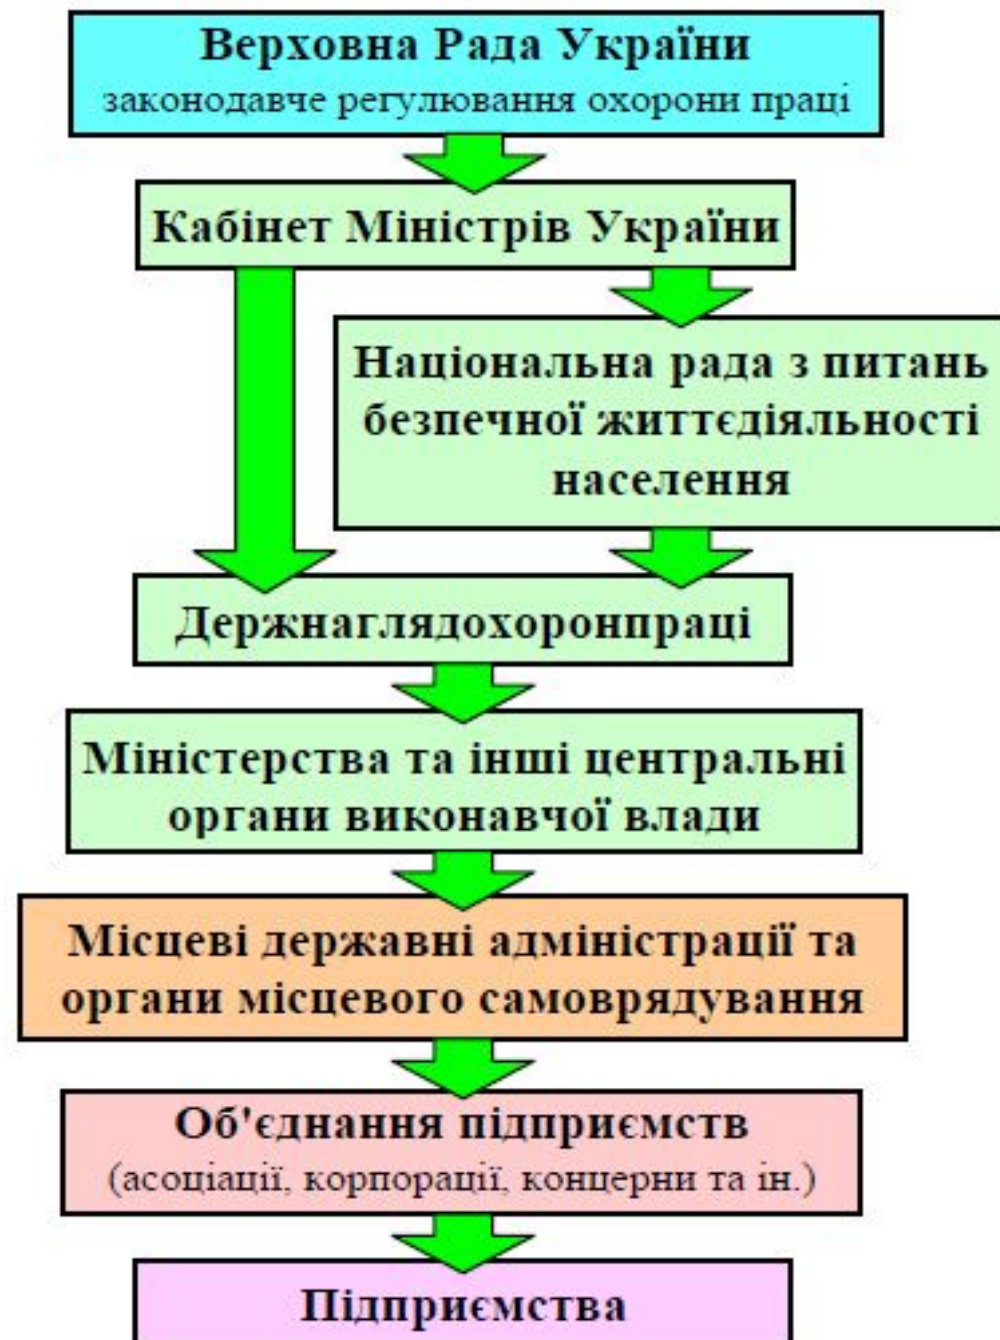 Верховна Рада України
законодавче регулювання охорони праці
Кабінет Міністрів України
Національна рада з питань
безпечної життєдіяльності
населення
Держнаглядохоронпраці
Міністерства та інші центральні
органи виконавчої влади
Місцеві державні адміністрації та
органи місцевого самоврядування
Об'єднання підприємств
(асоціації, корпорації, концерни та ін.)
Підприємства